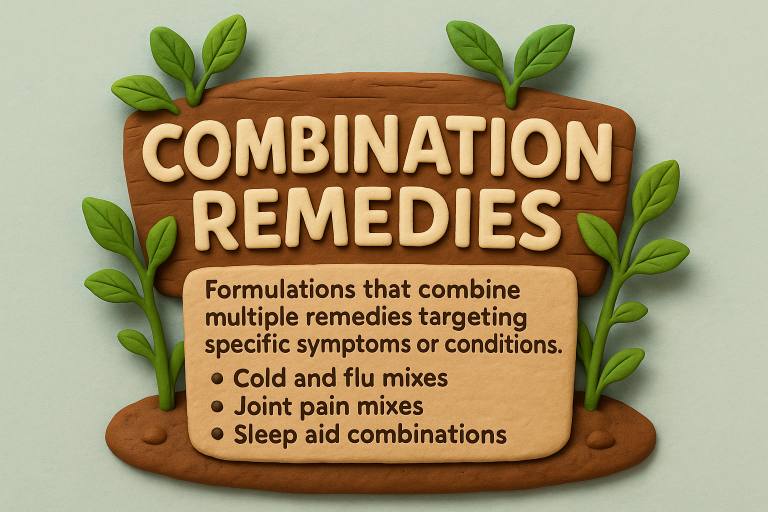 COMBINATION
REMEDIES
Formulations that combine
multiple remedies targeting
specific symptoms or conditions.
• Cold and flu mixes
• Joint pain mixes
• Sleep aid combinations